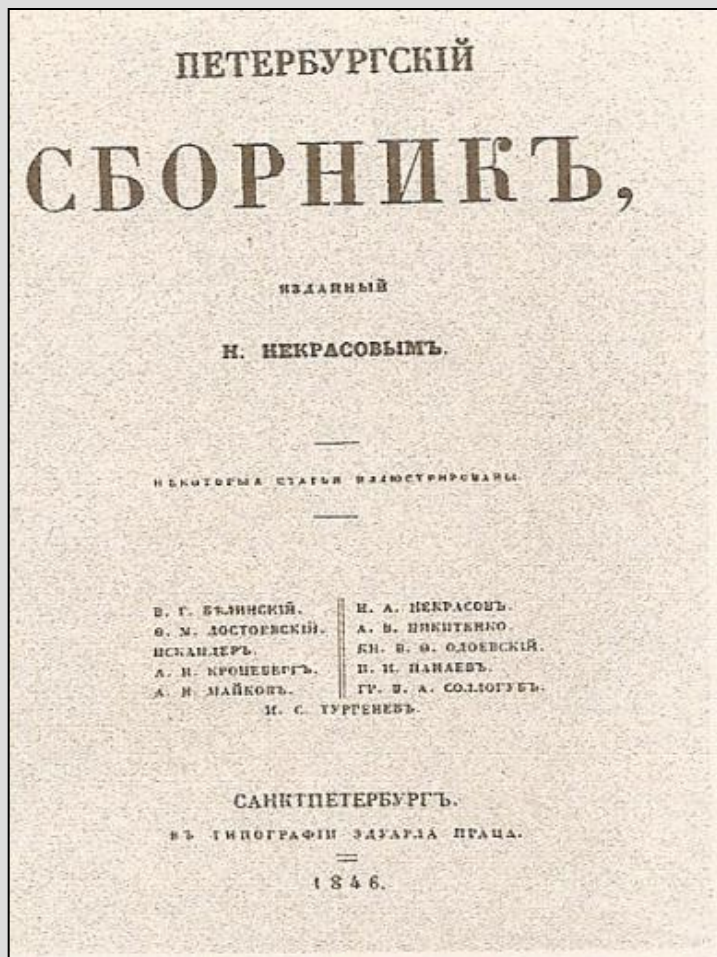 ПЕТЕРБУРГСКІЙ
СБОРНИКЪ,
ИЗДАННЫЙ
Н. НЕКРАСОВЫМЪ.
НѢКОТОРЫЯ СТАТЬИ ИЛЛЮСТРИРОВАНЫ.
В. Г. БѢЛИНСКІЙ.
Ѳ. М. ДОСТОЕВСКІЙ.
ИСКАНДЕРЪ.
А. И. КРОНЕБЕРГЪ.
А. Н. МАЙКОВЪ.
Н. А. НЕКРАСОВЪ.
А. В. НИКИТЕНКО
КН. В. Ѳ. ОДОЕВСКІЙ.
И. И. ПАНАЕВЪ.
ГР. В. А. СОЛЛОГУБЪ.
И. С. ТУРГЕНЕВЪ.
САНКТПЕТЕРБУРГЪ.
ВЪ ТИПОГРАФІИ ЭДУАРДА ПРАЦА.
1846.